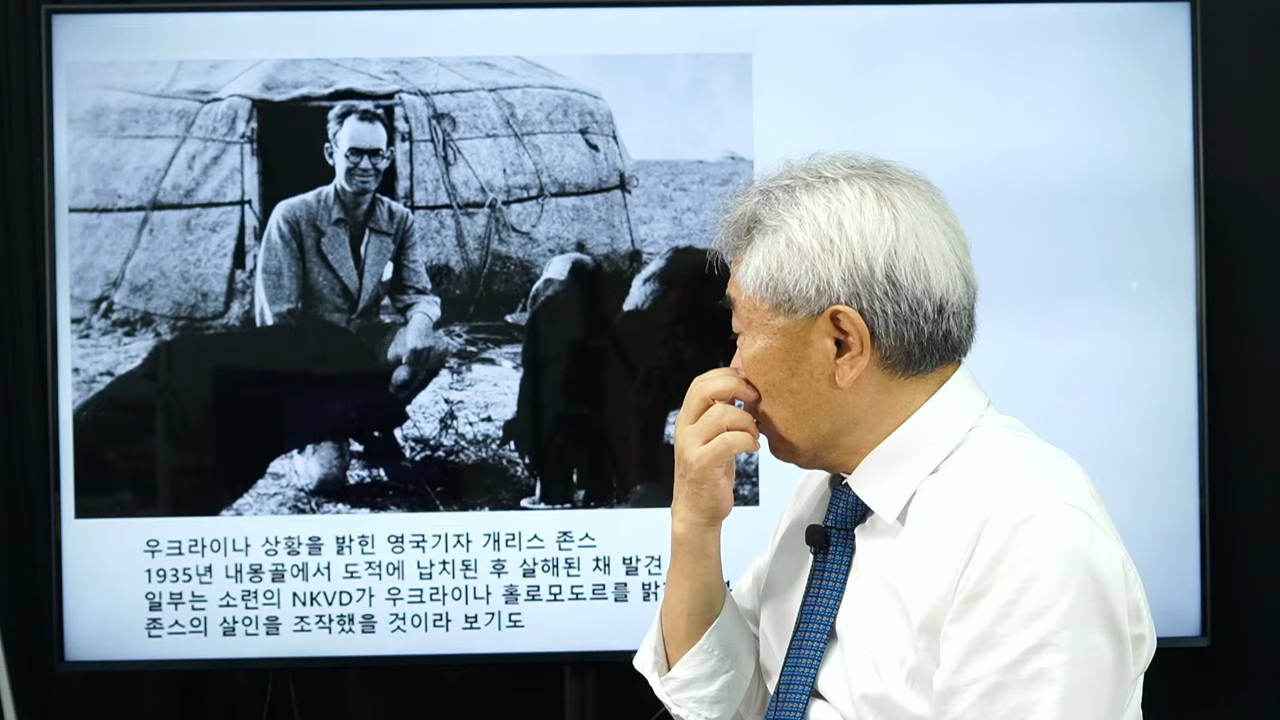 우크라이나 상황을 밝힌 영국기자 개리스 존스
1935년 내몽골에서 도적에 납치된 후 살해된 채 발견
일부는 소련의 NKVD가 우크라이나 홀로모도르를
존스의 살인을 조작했을 것이라 보기도